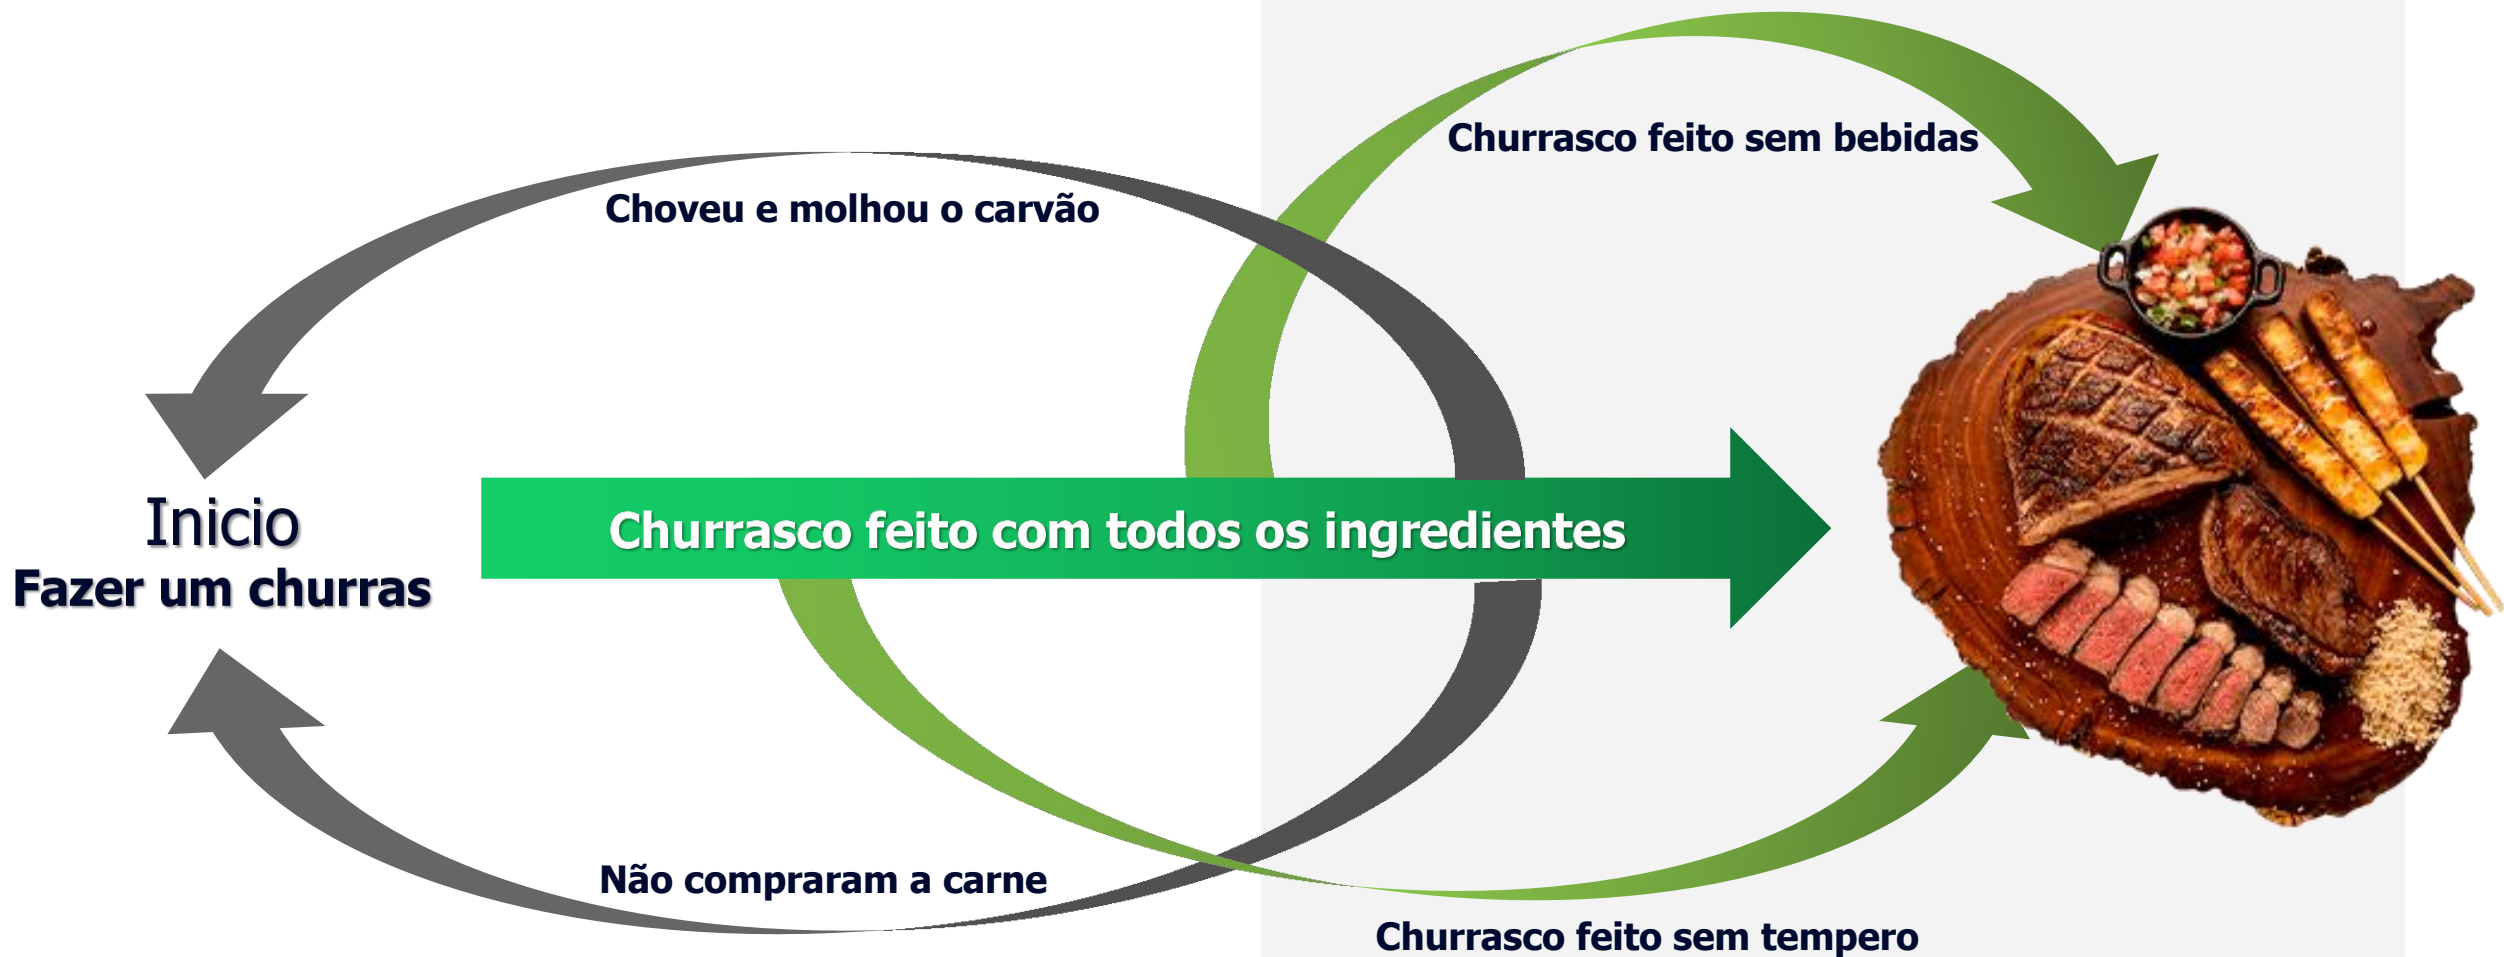 Churrasco feito sem bebidas
Choveu e molhou o carvão
Inicio
Fazer um churras
Churrasco feito com todos os ingredientes
Não compraram a carne
Churrasco feito sem tempero